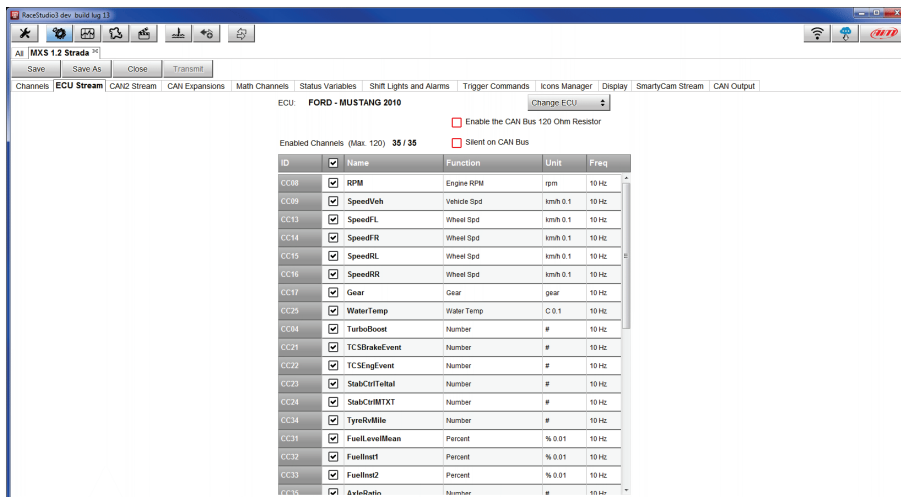 RaceStudio3 dev build lug 13
AiM
All MXS 1.2 Strada
Save Save As Close Transmit
Channels ECU Stream CAN2 Stream CAN Expansions Math Channels Status Variables Shift Lights and Alarms Trigger Commands Icons Manager Display SmartyCam Stream CAN Output
ECU: FORD - MUSTANG 2010 Change ECU
Enable the CAN Bus 120 Ohm Resistor
Enabled Channels (Max. 120) 35 / 35 Silent on CAN Bus
ID Name Function Unit Freq
CC08 RPM Engine RPM rpm 10 Hz
CC09 SpeedVeh Vehicle Spd km/h 0.1 10 Hz
CC13 SpeedFL Wheel Spd km/h 0.1 10 Hz
CC14 SpeedFR Wheel Spd km/h 0.1 10 Hz
CC15 SpeedRL Wheel Spd km/h 0.1 10 Hz
CC16 SpeedRR Wheel Spd km/h 0.1 10 Hz
CC17 Gear Gear gear 10 Hz
CC25 WaterTemp Water Temp C 0.1 10 Hz
CC04 TurboBoost Number # 10 Hz
CC21 TCSBrakeEvent Number # 10 Hz
CC22 TCSEngEvent Number # 10 Hz
CC23 StabCtrlTeltal Number # 10 Hz
CC24 StabCtrlMTXT Number # 10 Hz
CC34 TyreRvMile Number # 10 Hz
CC31 FuelLevelMean Percent % 0.01 10 Hz
CC32 FuelInst1 Percent % 0.01 10 Hz
CC33 FuelInst2 Percent % 0.01 10 Hz
CC35 AxleRatio Number # 10 Hz